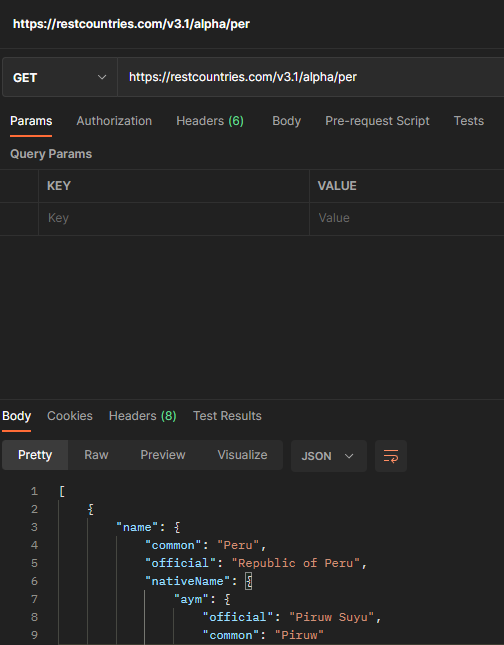 https://restcountries.com/v3.1/alpha/per
GET https://restcountries.com/v3.1/alpha/per
Params Authorization Headers (6) Body Pre-request Script Tests
Query Params
KEY VALUE
Key Value
Body Cookies Headers (8) Test Results
Pretty Raw Preview Visualize JSON
1 [
2 {
3 "name": {
4 "common": "Peru",
5 "official": "Republic of Peru",
6 "nativeName": {
7 "aym": {
8 "official": "Piruw Suyu",
9 "common": "Piruw"